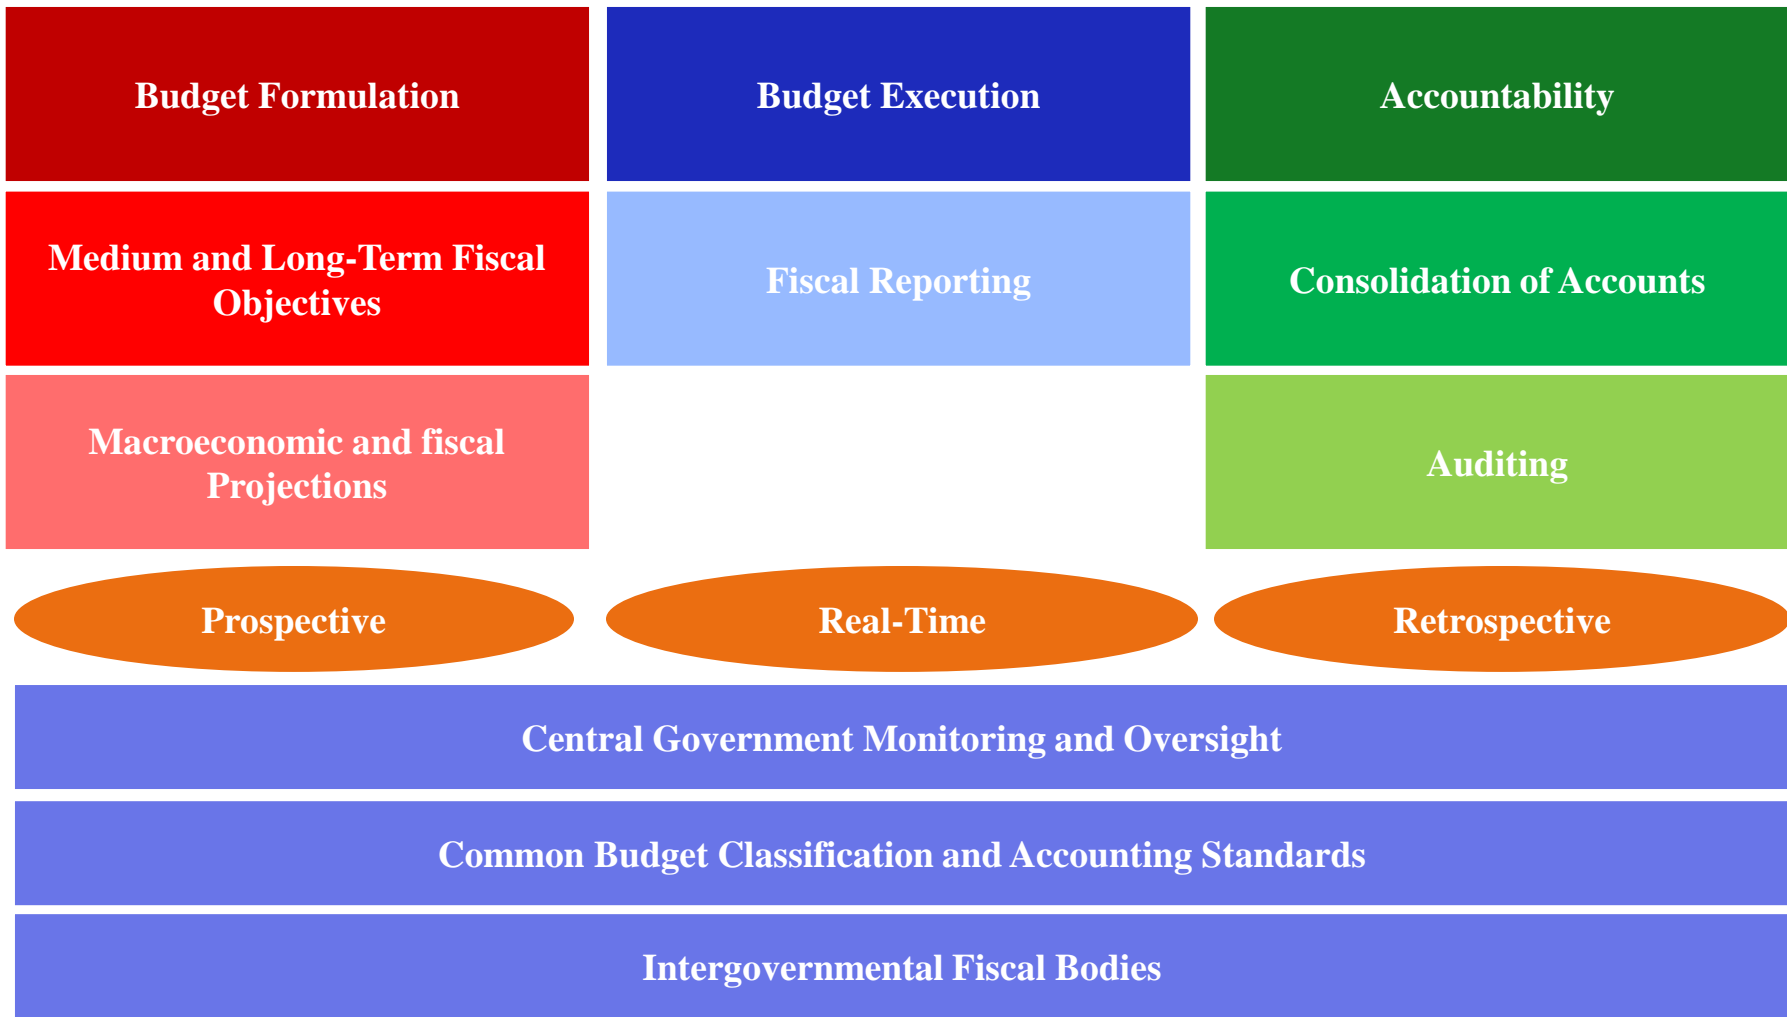 Budget Formulation
Budget Execution
Accountability
Medium and Long-Term Fiscal
Objectives
Fiscal Reporting
Consolidation of Accounts
Macroeconomic and fiscal
Projections
Auditing
Prospective
Real-Time
Retrospective
Central Government Monitoring and Oversight
Common Budget Classification and Accounting Standards
Intergovernmental Fiscal Bodies